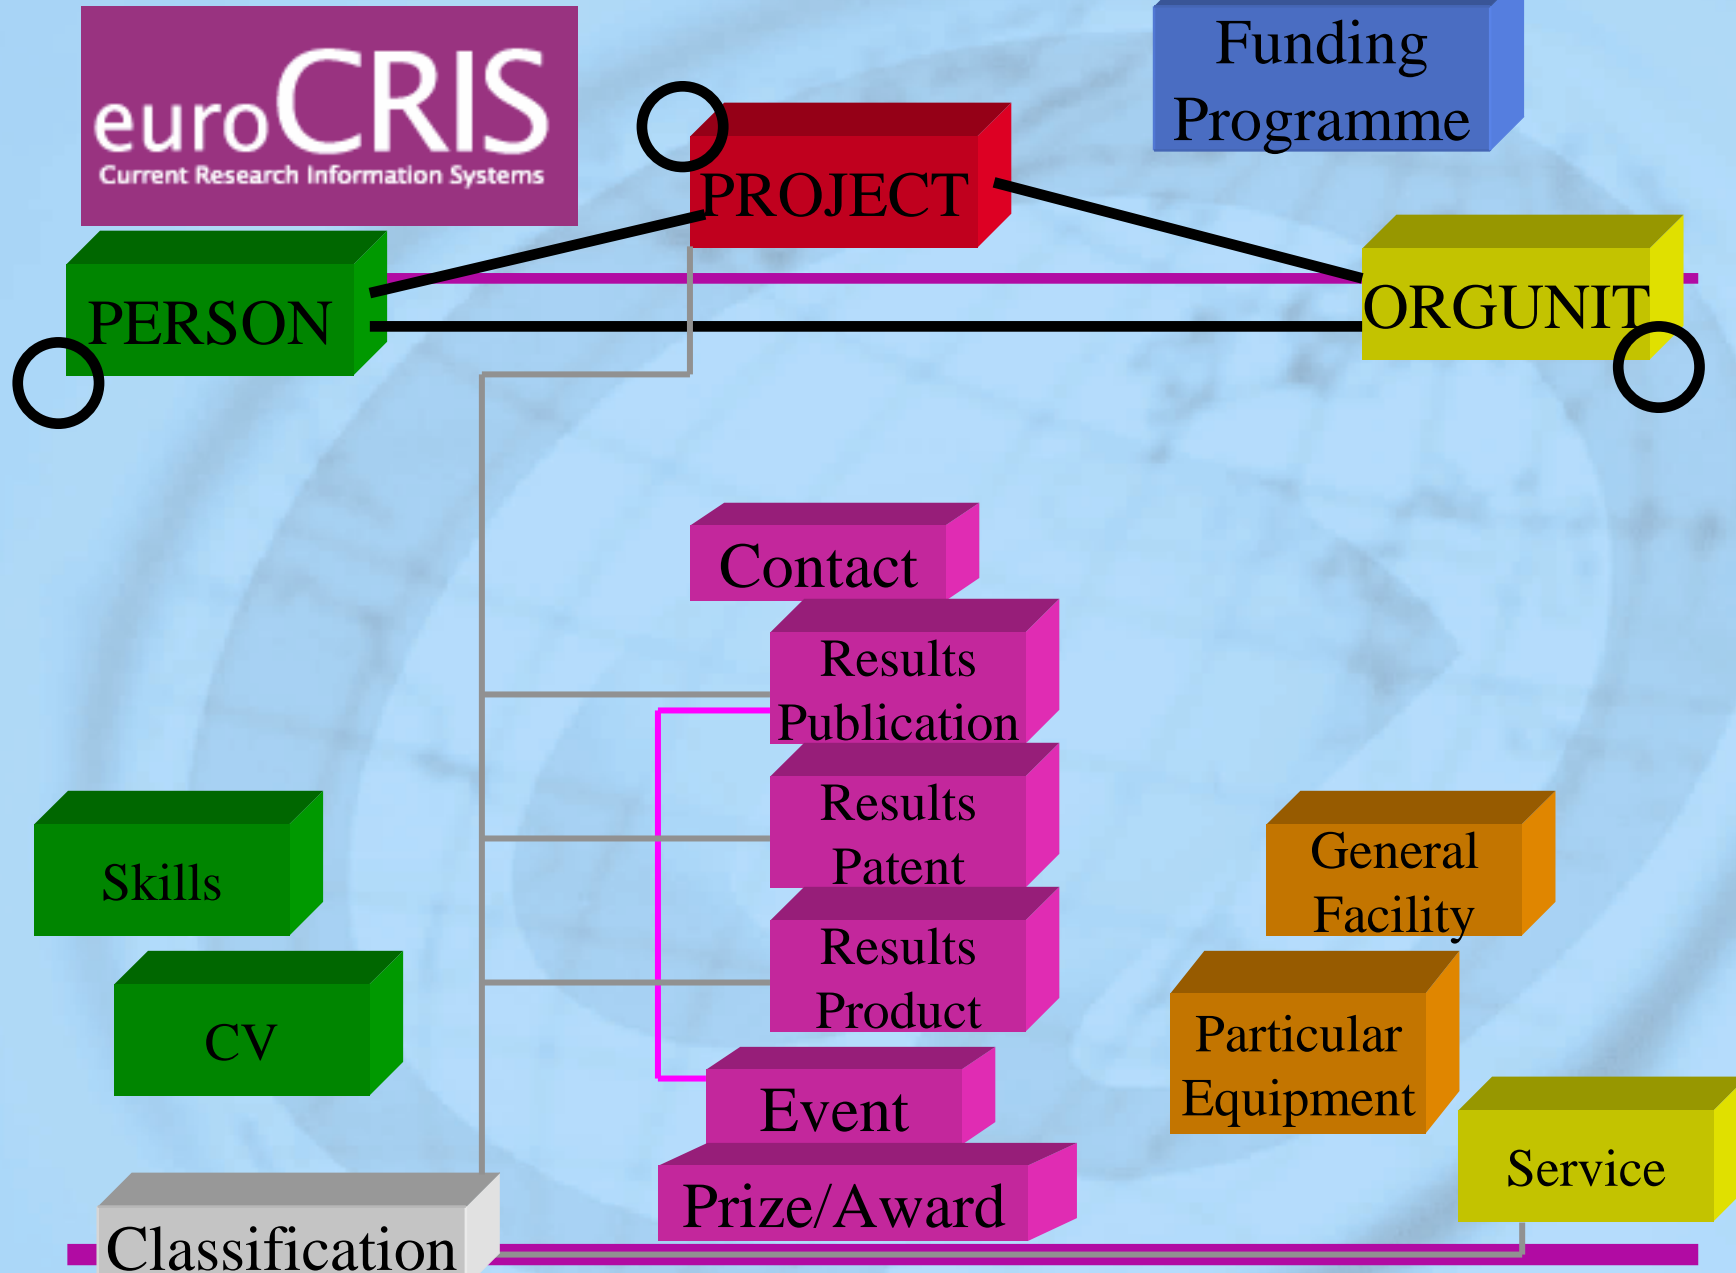 euroCRIS
Current Research Information Systems
Funding
Programme
PROJECT
PERSON
ORGUNIT
Contact
Results
Publication
Results
Patent
Results
Product
Event
Prize/Award
Skills
CV
Classification
General
Facility
Particular
Equipment
Service